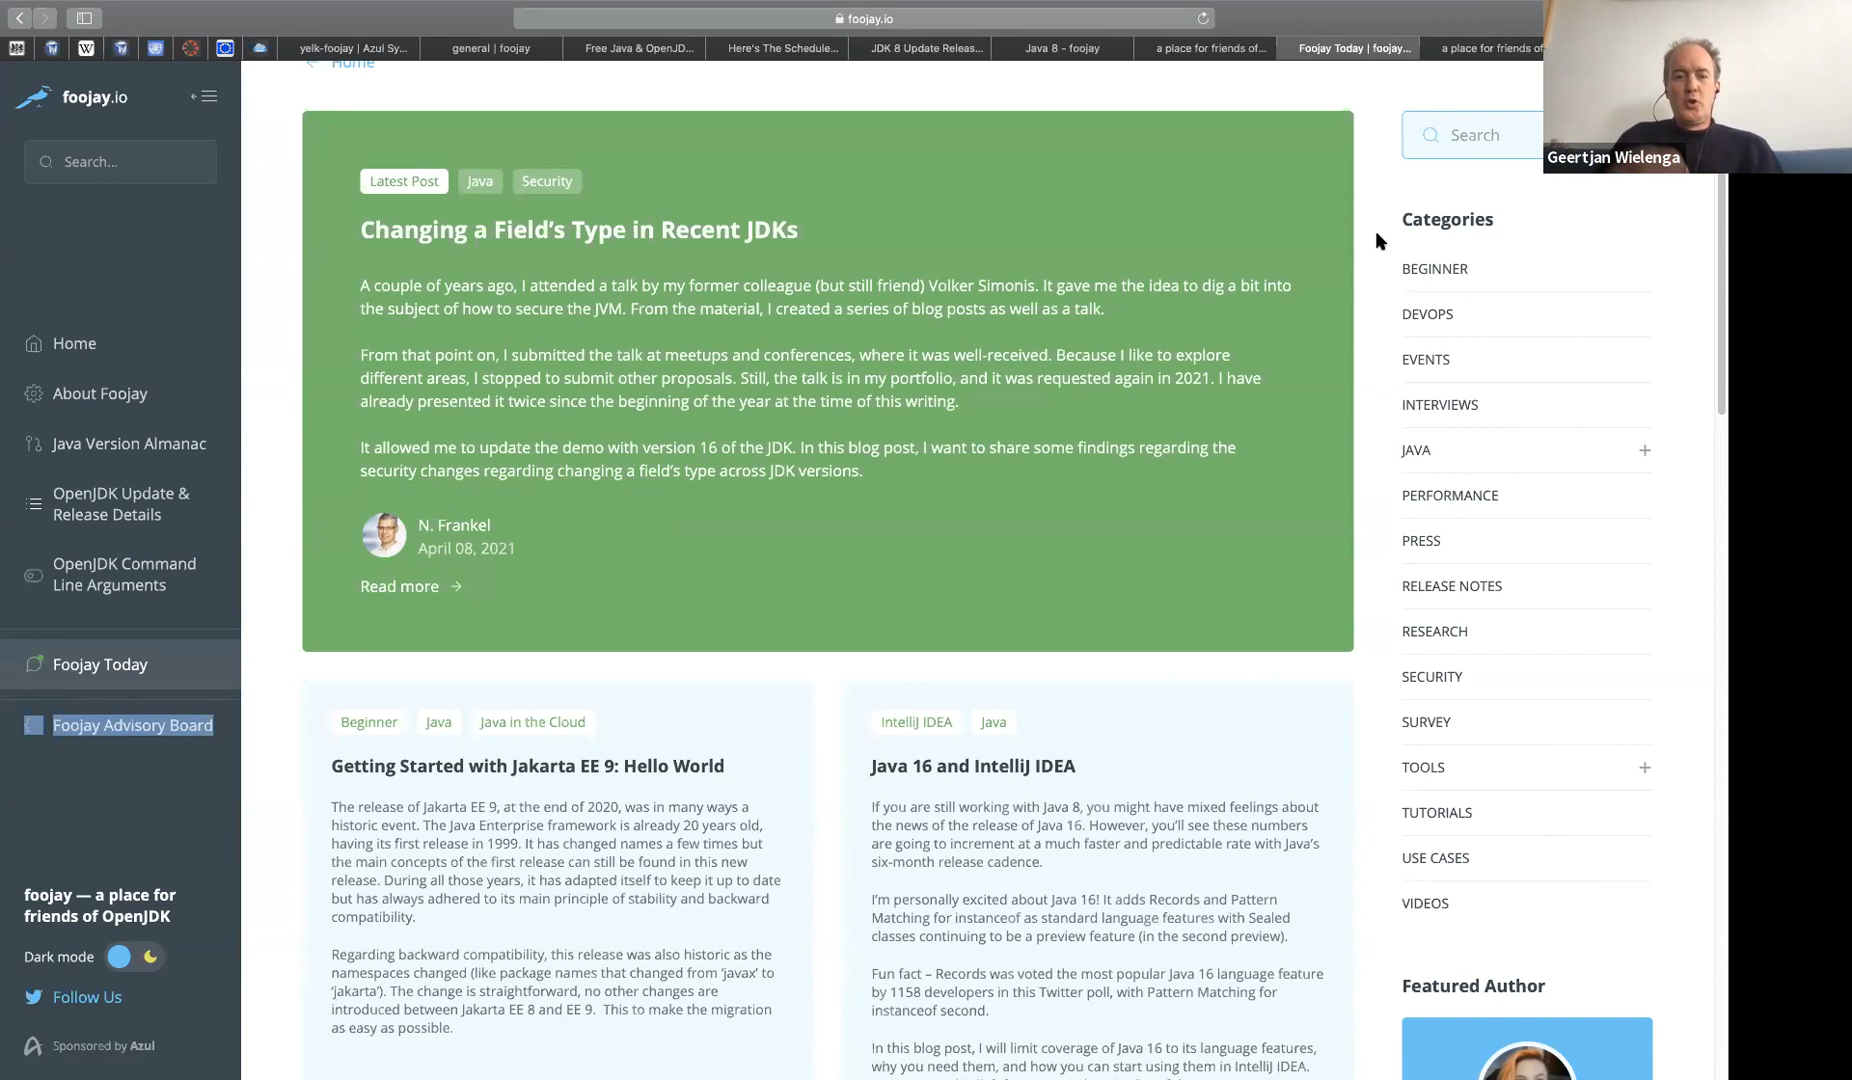 foojay.io
yelk-foojay | Azul Sy...
general | foojay
Free Java & OpenJD...
Here's The Schedule...
JDK 8 Update Releas...
Java 8 - foojay
a place for friends of...
Foojay Today | foojay...
a place for friends of
Geertjan Wielenga
foojay.io
Search...
Home
About Foojay
Java Version Almanac
OpenJDK Update &
Release Details
OpenJDK Command
Line Arguments
Foojay Today
Foojay Advisory Board
foojay — a place for
friends of OpenJDK
Dark mode
Follow Us
Sponsored by Azul
Home
Latest Post
Java
Security
Changing a Field's Type in Recent JDKs
A couple of years ago, I attended a talk by my former colleague (but still friend) Volker Simonis. It gave me the idea to dig a bit into
the subject of how to secure the JVM. From the material, I created a series of blog posts as well as a talk.
From that point on, I submitted the talk at meetups and conferences, where it was well-received. Because I like to explore
different areas, I stopped to submit other proposals. Still, the talk is in my portfolio, and it was requested again in 2021. I have
already presented it twice since the beginning of the year at the time of this writing.
It allowed me to update the demo with version 16 of the JDK. In this blog post, I want to share some findings regarding the
security changes regarding changing a field's type across JDK versions.
N. Frankel
April 08, 2021
Read more
Beginner
Java
Java in the Cloud
Getting Started with Jakarta EE 9: Hello World
The release of Jakarta EE 9, at the end of 2020, was in many ways a
historic event. The Java Enterprise framework is already 20 years old,
having its first release in 1999. It has changed names a few times but
the main concepts of the first release can still be found in this new
release. During all those years, it has adapted itself to keep it up to date
but has always adhered to its main principle of stability and backward
compatibility.
Regarding backward compatibility, this release was also historic as the
namespaces changed (like package names that changed from 'javax' to
'jakarta'). The change is straightforward, no other changes are
introduced between Jakarta EE 8 and EE 9. This to make the migration
as easy as possible.
IntelliJ IDEA
Java
Java 16 and IntelliJ IDEA
If you are still working with Java 8, you might have mixed feelings about
the news of the release of Java 16. However, you'll see these numbers
are going to increment at a much faster and predictable rate with Java's
six-month release cadence.
I'm personally excited about Java 16! It adds Records and Pattern
Matching for instanceof as standard language features with Sealed
classes continuing to be a preview feature (in the second preview).
Fun fact – Records was voted the most popular Java 16 language feature
by 1158 developers in this Twitter poll, with Pattern Matching for
instanceof second.
In this blog post, I will limit coverage of Java 16 to its language features,
why you need them, and how you can start using them in IntelliJ IDEA.
Search
Categories
BEGINNER
DEVOPS
EVENTS
INTERVIEWS
JAVA
PERFORMANCE
PRESS
RELEASE NOTES
RESEARCH
SECURITY
SURVEY
TOOLS
TUTORIALS
USE CASES
VIDEOS
Featured Author